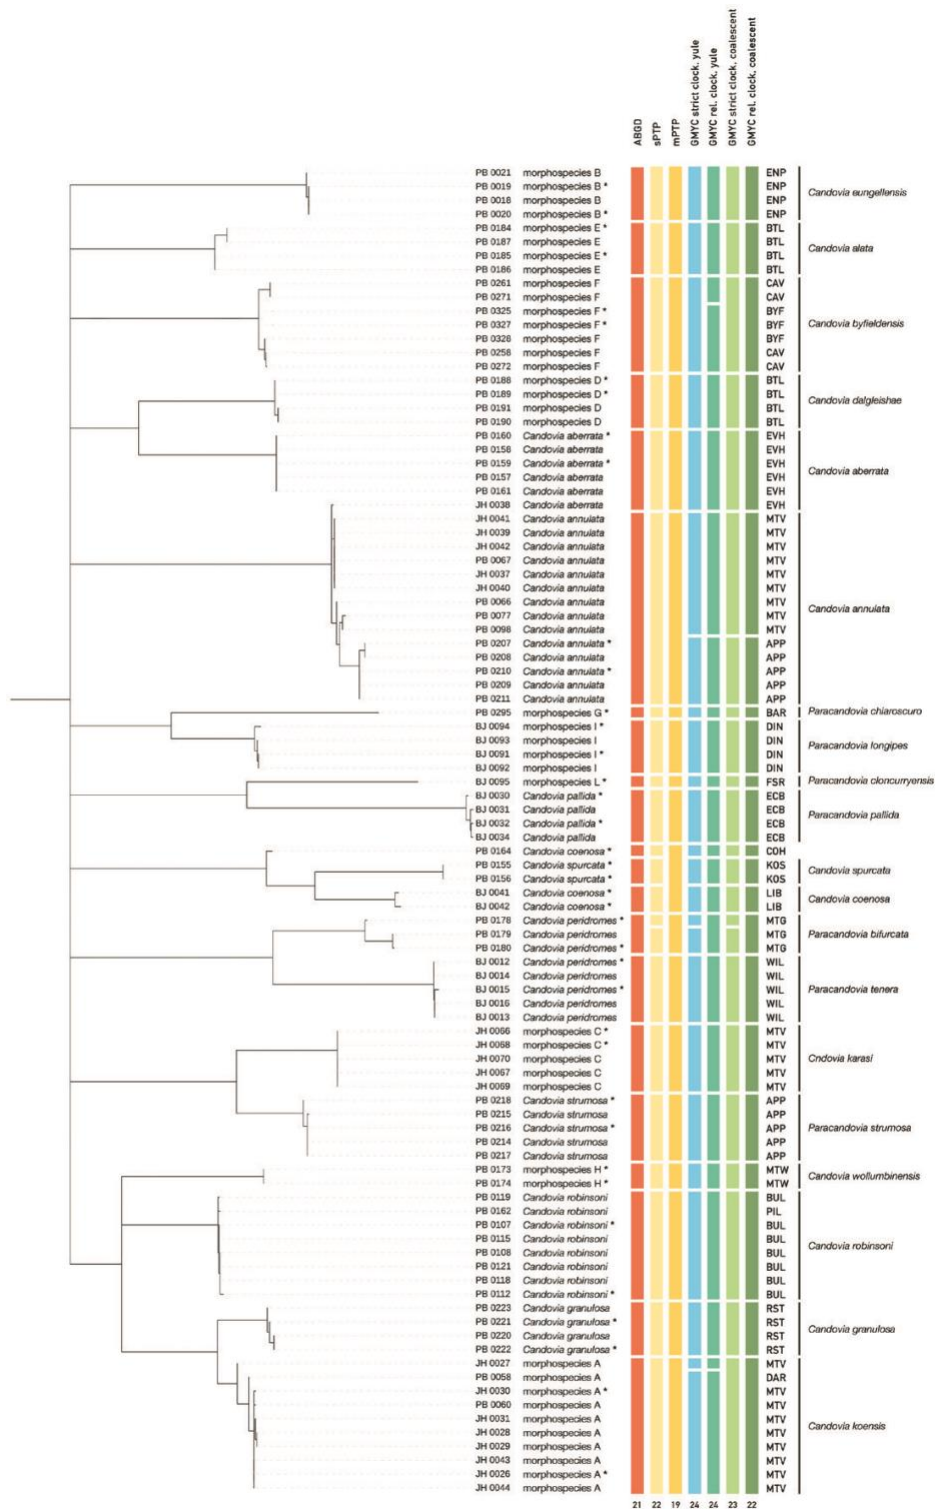 ABGD
sPTP
mPTP
GMYC strict clock, yule
GMYC rel. clock, yule
GMYC strict clock, coalescent
GMYC rel. clock, coalescent
PB 0021 morphospecies B ENP
PB 0019 morphospecies B * ENP
PB 0018 morphospecies B ENP
PB 0020 morphospecies B * ENP
Candovia eungellensis
PB 0184 morphospecies E * BTL
PB 0187 morphospecies E BTL
PB 0185 morphospecies E * BTL
PB 0186 morphospecies E BTL
Candovia alata
PB 0261 morphospecies F CAV
PB 0271 morphospecies F CAV
PB 0325 morphospecies F * BYF
PB 0327 morphospecies F * BYF
PB 0328 morphospecies F BYF
PB 0258 morphospecies F CAV
PB 0272 morphospecies F CAV
Candovia byfieldensis
PB 0188 morphospecies D * BTL
PB 0189 morphospecies D * BTL
PB 0191 morphospecies D BTL
PB 0190 morphospecies D BTL
Candovia dalgleishae
PB 0160 Candovia aberrata * EVH
PB 0158 Candovia aberrata EVH
PB 0159 Candovia aberrata * EVH
PB 0157 Candovia aberrata EVH
PB 0161 Candovia aberrata EVH
JH 0038 Candovia aberrata EVH
Candovia aberrata
JH 0041 Candovia annulata MTV
JH 0039 Candovia annulata MTV
JH 0042 Candovia annulata MTV
PB 0067 Candovia annulata MTV
JH 0037 Candovia annulata MTV
JH 0040 Candovia annulata MTV
PB 0066 Candovia annulata MTV
PB 0077 Candovia annulata MTV
PB 0098 Candovia annulata MTV
PB 0207 Candovia annulata * APP
PB 0208 Candovia annulata APP
PB 0210 Candovia annulata * APP
PB 0209 Candovia annulata APP
PB 0211 Candovia annulata APP
Candovia annulata
PB 0295 morphospecies G * BAR
Paracandovia chiaroscuro
BJ 0094 morphospecies I * DIN
BJ 0093 morphospecies I DIN
BJ 0091 morphospecies I * DIN
BJ 0092 morphospecies I DIN
Paracandovia longipes
BJ 0095 morphospecies L * FSR
Paracandovia cloncurryensis
BJ 0030 Candovia pallida * ECB
BJ 0031 Candovia pallida ECB
BJ 0032 Candovia pallida * ECB
BJ 0034 Candovia pallida ECB
Paracandovia pallida
PB 0164 Candovia coenosa * COH
PB 0155 Candovia spurcata * KOS
PB 0156 Candovia spurcata * KOS
Candovia spurcata
BJ 0041 Candovia coenosa * LIB
BJ 0042 Candovia coenosa * LIB
Candovia coenosa
PB 0178 Candovia peridromes * MTG
PB 0179 Candovia peridromes MTG
PB 0180 Candovia peridromes * MTG
Paracandovia bifurcata
BJ 0012 Candovia peridromes * WIL
BJ 0014 Candovia peridromes WIL
BJ 0015 Candovia peridromes * WIL
BJ 0016 Candovia peridromes WIL
BJ 0013 Candovia peridromes WIL
Paracandovia tenera
JH 0066 morphospecies C * MTV
JH 0068 morphospecies C * MTV
JH 0070 morphospecies C MTV
JH 0067 morphospecies C MTV
JH 0069 morphospecies C MTV
Cndovia karasi
PB 0218 Candovia strumosa * APP
PB 0215 Candovia strumosa APP
PB 0216 Candovia strumosa * APP
PB 0214 Candovia strumosa APP
PB 0217 Candovia strumosa APP
Paracandovia strumosa
PB 0173 morphospecies H * MTW
PB 0174 morphospecies H * MTW
Candovia wollumbinensis
PB 0119 Candovia robinsoni BUL
PB 0162 Candovia robinsoni PIL
PB 0107 Candovia robinsoni * BUL
PB 0115 Candovia robinsoni BUL
PB 0108 Candovia robinsoni BUL
PB 0121 Candovia robinsoni BUL
PB 0118 Candovia robinsoni BUL
PB 0112 Candovia robinsoni * BUL
Candovia robinsoni
PB 0223 Candovia granulosa RST
PB 0221 Candovia granulosa * RST
PB 0220 Candovia granulosa RST
PB 0222 Candovia granulosa * RST
Candovia granulosa
JH 0027 morphospecies A MTV
PB 0058 morphospecies A DAR
JH 0030 morphospecies A * MTV
PB 0060 morphospecies A MTV
JH 0031 morphospecies A MTV
JH 0028 morphospecies A MTV
JH 0029 morphospecies A MTV
JH 0043 morphospecies A MTV
JH 0026 morphospecies A * MTV
JH 0044 morphospecies A MTV
Candovia koensis
21 22 19 24 24 23 22